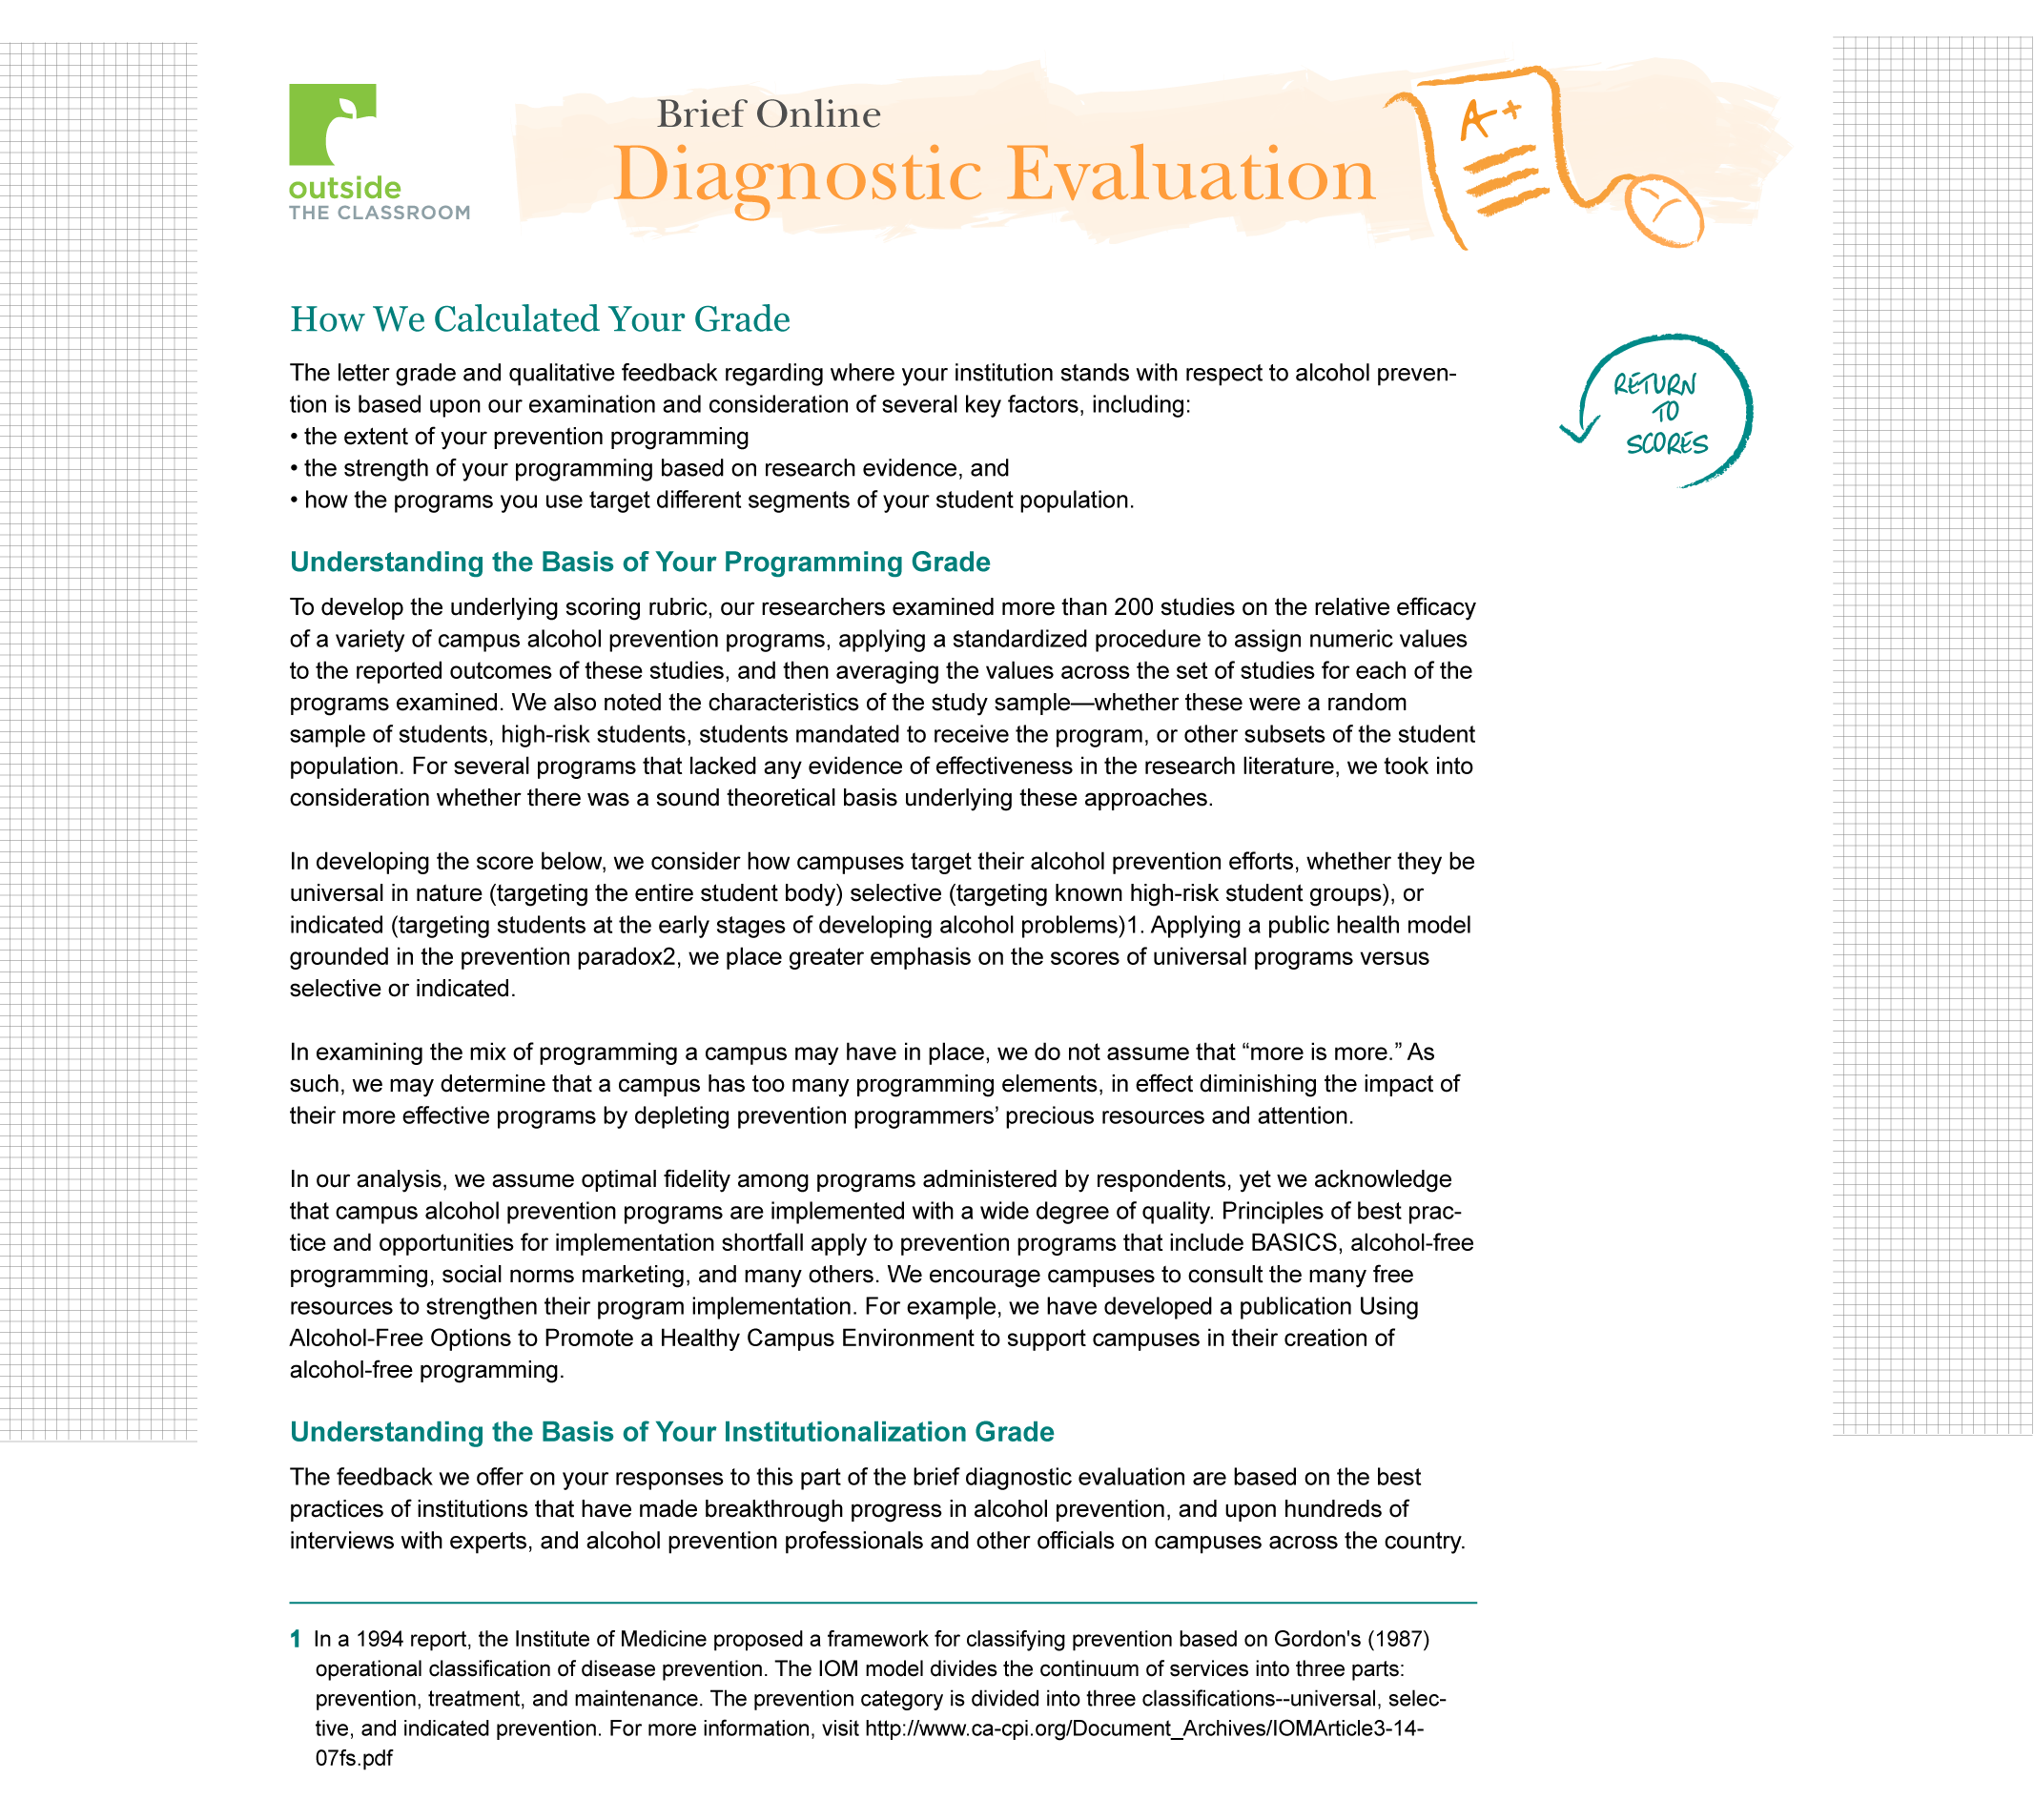 outside
THE CLASSROOM
Brief Online
Diagnostic Evaluation
A+
How We Calculated Your Grade
The letter grade and qualitative feedback regarding where your institution stands with respect to alcohol preven-
tion is based upon our examination and consideration of several key factors, including:
• the extent of your prevention programming
• the strength of your programming based on research evidence, and
• how the programs you use target different segments of your student population.
RETURN
TO
SCORES
Understanding the Basis of Your Programming Grade
To develop the underlying scoring rubric, our researchers examined more than 200 studies on the relative efficacy
of a variety of campus alcohol prevention programs, applying a standardized procedure to assign numeric values
to the reported outcomes of these studies, and then averaging the values across the set of studies for each of the
programs examined. We also noted the characteristics of the study sample—whether these were a random
sample of students, high-risk students, students mandated to receive the program, or other subsets of the student
population. For several programs that lacked any evidence of effectiveness in the research literature, we took into
consideration whether there was a sound theoretical basis underlying these approaches.
In developing the score below, we consider how campuses target their alcohol prevention efforts, whether they be
universal in nature (targeting the entire student body) selective (targeting known high-risk student groups), or
indicated (targeting students at the early stages of developing alcohol problems)1. Applying a public health model
grounded in the prevention paradox2, we place greater emphasis on the scores of universal programs versus
selective or indicated.
In examining the mix of programming a campus may have in place, we do not assume that “more is more.” As
such, we may determine that a campus has too many programming elements, in effect diminishing the impact of
their more effective programs by depleting prevention programmers’ precious resources and attention.
In our analysis, we assume optimal fidelity among programs administered by respondents, yet we acknowledge
that campus alcohol prevention programs are implemented with a wide degree of quality. Principles of best prac-
tice and opportunities for implementation shortfall apply to prevention programs that include BASICS, alcohol-free
programming, social norms marketing, and many others. We encourage campuses to consult the many free
resources to strengthen their program implementation. For example, we have developed a publication Using
Alcohol-Free Options to Promote a Healthy Campus Environment to support campuses in their creation of
alcohol-free programming.
Understanding the Basis of Your Institutionalization Grade
The feedback we offer on your responses to this part of the brief diagnostic evaluation are based on the best
practices of institutions that have made breakthrough progress in alcohol prevention, and upon hundreds of
interviews with experts, and alcohol prevention professionals and other officials on campuses across the country.
1 In a 1994 report, the Institute of Medicine proposed a framework for classifying prevention based on Gordon's (1987)
operational classification of disease prevention. The IOM model divides the continuum of services into three parts:
prevention, treatment, and maintenance. The prevention category is divided into three classifications--universal, selec-
tive, and indicated prevention. For more information, visit http://www.ca-cpi.org/Document_Archives/IOMArticle3-14-
07fs.pdf